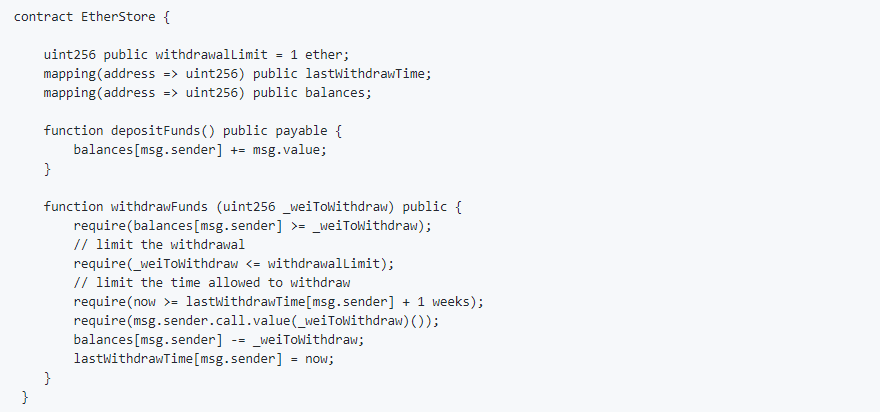 contract EtherStore {
uint256 public withdrawalLimit = 1 ether;
mapping(address => uint256) public lastWithdrawTime;
mapping(address => uint256) public balances;
function depositFunds() public payable {
balances[msg.sender] += msg.value;
}
function withdrawFunds (uint256 _weiToWithdraw) public {
require(balances[msg.sender] >= _weiToWithdraw);
// limit the withdrawal
require(_weiToWithdraw <= withdrawalLimit);
// limit the time allowed to withdraw
require(now >= lastWithdrawTime[msg.sender] + 1 weeks);
require(msg.sender.call.value(_weiToWithdraw)());
balances[msg.sender] -= _weiToWithdraw;
lastWithdrawTime[msg.sender] = now;
}
}